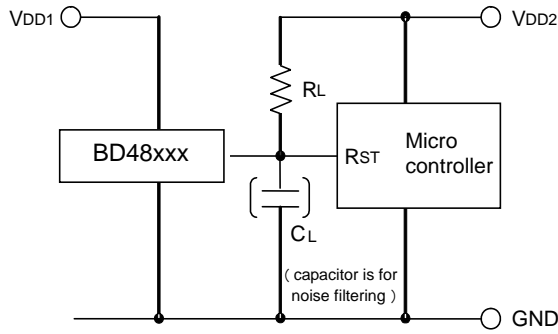 VDD1
VDD2
RL
BD48xxx
RST
Micro
controller
CL
( capacitor is for
noise filtering )
GND